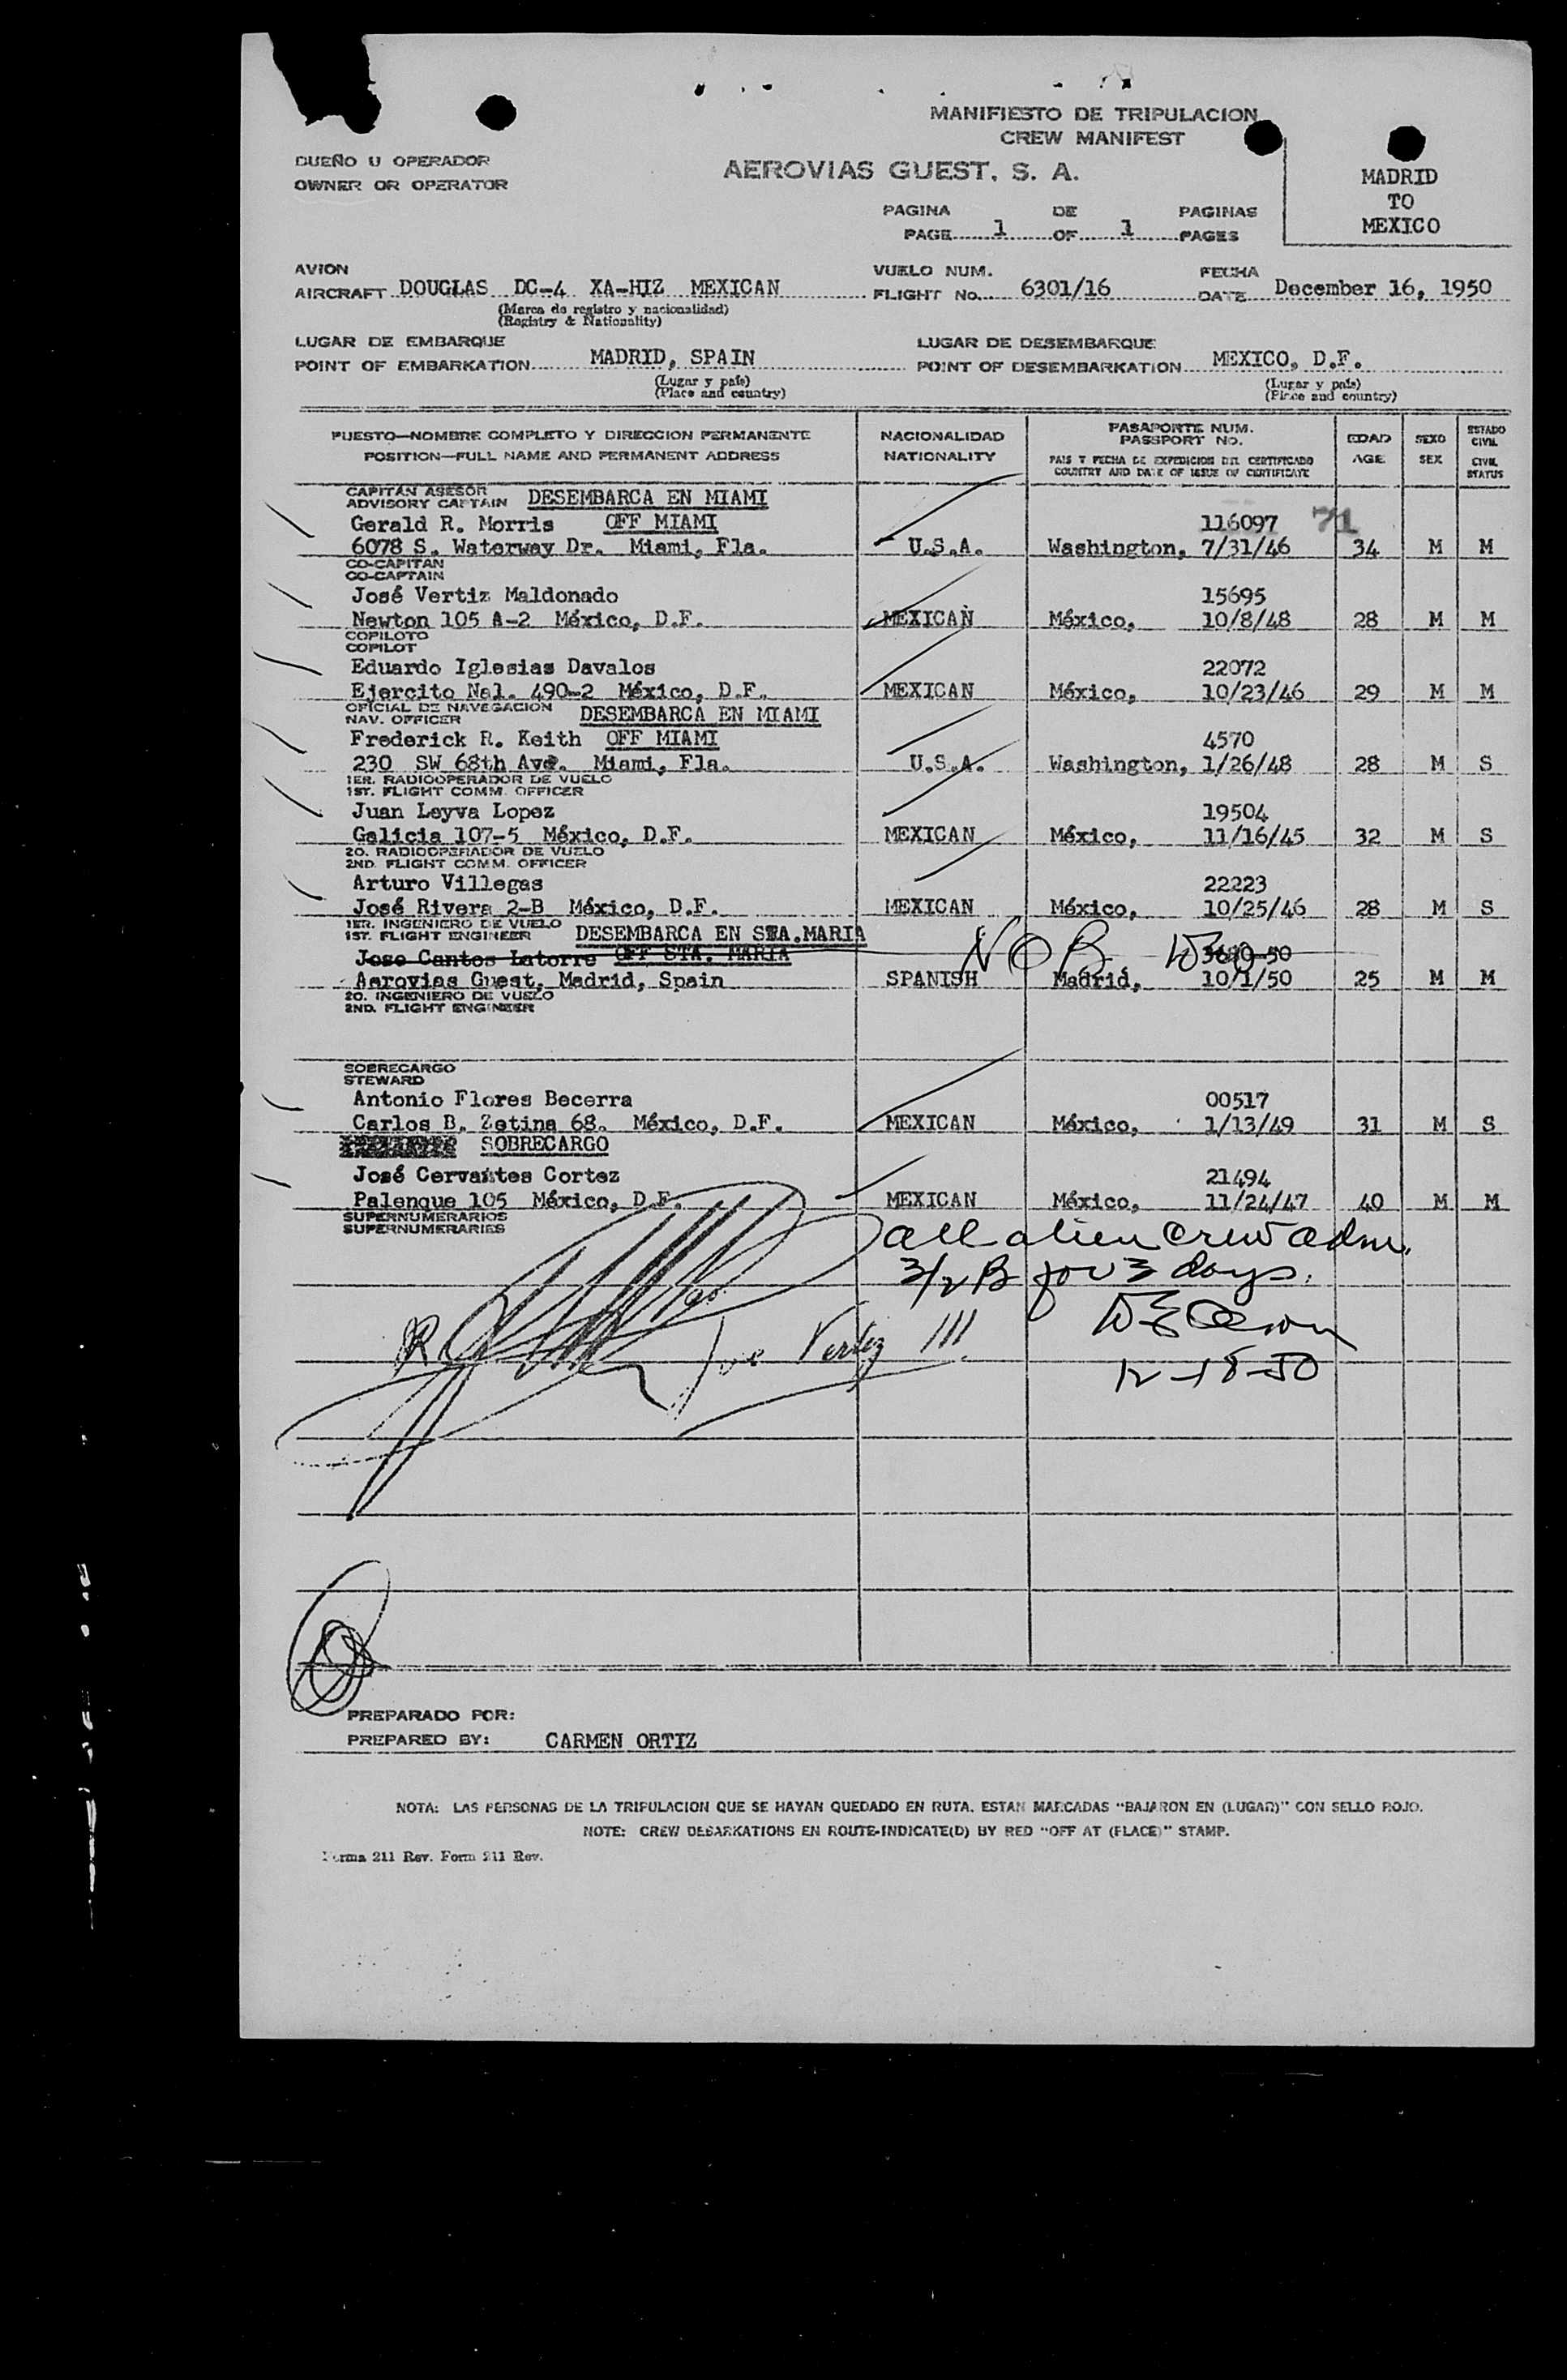 MANIFIESTO DE TRIPULACION
CREW MANIFEST
DUEÑO U OPERADOR
OWNER OR OPERATOR
AEROVIAS GUEST, S. A.
MADRID
TO
MEXICO
PAGINA DE PAGINAS
PAGE 1 OF 1 PAGES
AVION
AIRCRAFT DOUGLAS DC-4 XA-HIZ MEXICAN
(Marca de registro y nacionalidad)
(Registry & Nationality)
VUELO NUM.
FLIGHT No. 6301/16
FECHA
DATE December 16, 1950
LUGAR DE EMBARQUE
POINT OF EMBARKATION MADRID, SPAIN
(Lugar y país)
(Place and country)
LUGAR DE DESEMBARQUE
POINT OF DESEMBARKATION MEXICO, D.F.
(Lugar y país)
(Place and country)
PUESTO—NOMBRE COMPLETO Y DIRECCION PERMANENTE
POSITION—FULL NAME AND PERMANENT ADDRESS
NACIONALIDAD
NATIONALITY
PASAPORTE NUM.
PASSPORT NO.
PAIS Y FECHA DE EXPEDICION DEL CERTIFICADO
COUNTRY AND DATE OF ISSUE OF CERTIFICATE
EDAD
AGE
SEXO
SEX
ESTADO CIVIL
CIVIL STATUS
CAPITAN ASESOR
ADVISORY CAPTAIN DESEMBARCA EN MIAMI
Gerald R. Morris OFF MIAMI 116097 71
6078 S. Waterway Dr. Miami, Fla. U.S.A. Washington, 7/31/46 34 M M
CO-CAPITAN
CO-CAPTAIN
José Vertiz Maldonado 15695
Newton 105 A-2 México, D.F. MEXICAN México, 10/8/48 28 M M
COPILOTO
COPILOT
Eduardo Iglesias Davalos 22072
Ejercito Nal. 490-2 México, D.F. MEXICAN México, 10/23/46 29 M M
OFICIAL DE NAVEGACION
NAV. OFFICER DESEMBARCA EN MIAMI
Frederick R. Keith OFF MIAMI 4570
230 SW 68th Ave. Miami, Fla. U.S.A. Washington, 1/26/48 28 M S
1ER. RADIOOPERADOR DE VUELO
1ST. FLIGHT COMM. OFFICER
Juan Leyva Lopez 19504
Galicia 107-5 México, D.F. MEXICAN México, 11/16/45 32 M S
2O. RADIOOPERADOR DE VUELO
2ND. FLIGHT COMM. OFFICER
Arturo Villegas 22223
José Rivera 2-B México, D.F. MEXICAN México, 10/25/46 28 M S
1ER. INGENIERO DE VUELO
1ST. FLIGHT ENGINEER DESEMBARCA EN STA.MARIA
Jose Cantos Latorre OFF STA. MARIA NOB
Aerovias Guest, Madrid, Spain SPANISH Madrid, 10/1/50 25 M M
2O. INGENIERO DE VUELO
2ND. FLIGHT ENGINEER
SOBRECARGO
STEWARD
Antonio Flores Becerra 00517
Carlos B. Zetina 68. México, D.F. MEXICAN México, 1/13/49 31 M S
SOBRECARGO
José Cervantes Cortez 21494
Palenque 105 México, D.F. MEXICAN México, 11/24/47 40 M M
SUPERNUMERARIOS
SUPERNUMERARIES
all alien crew adm.
3/2 B for 3 days.
Vertiz
12-18-50
PREPARADO POR:
PREPARED BY: CARMEN ORTIZ
NOTA: LAS PERSONAS DE LA TRIPULACION QUE SE HAYAN QUEDADO EN RUTA, ESTAN MARCADAS "BAJARON EN (LUGAR)" CON SELLO ROJO.
NOTE: CREW DEBARKATIONS EN ROUTE-INDICATE(D) BY RED "OFF AT (PLACE)" STAMP.
Forma 211 Rev. Form 211 Rev.